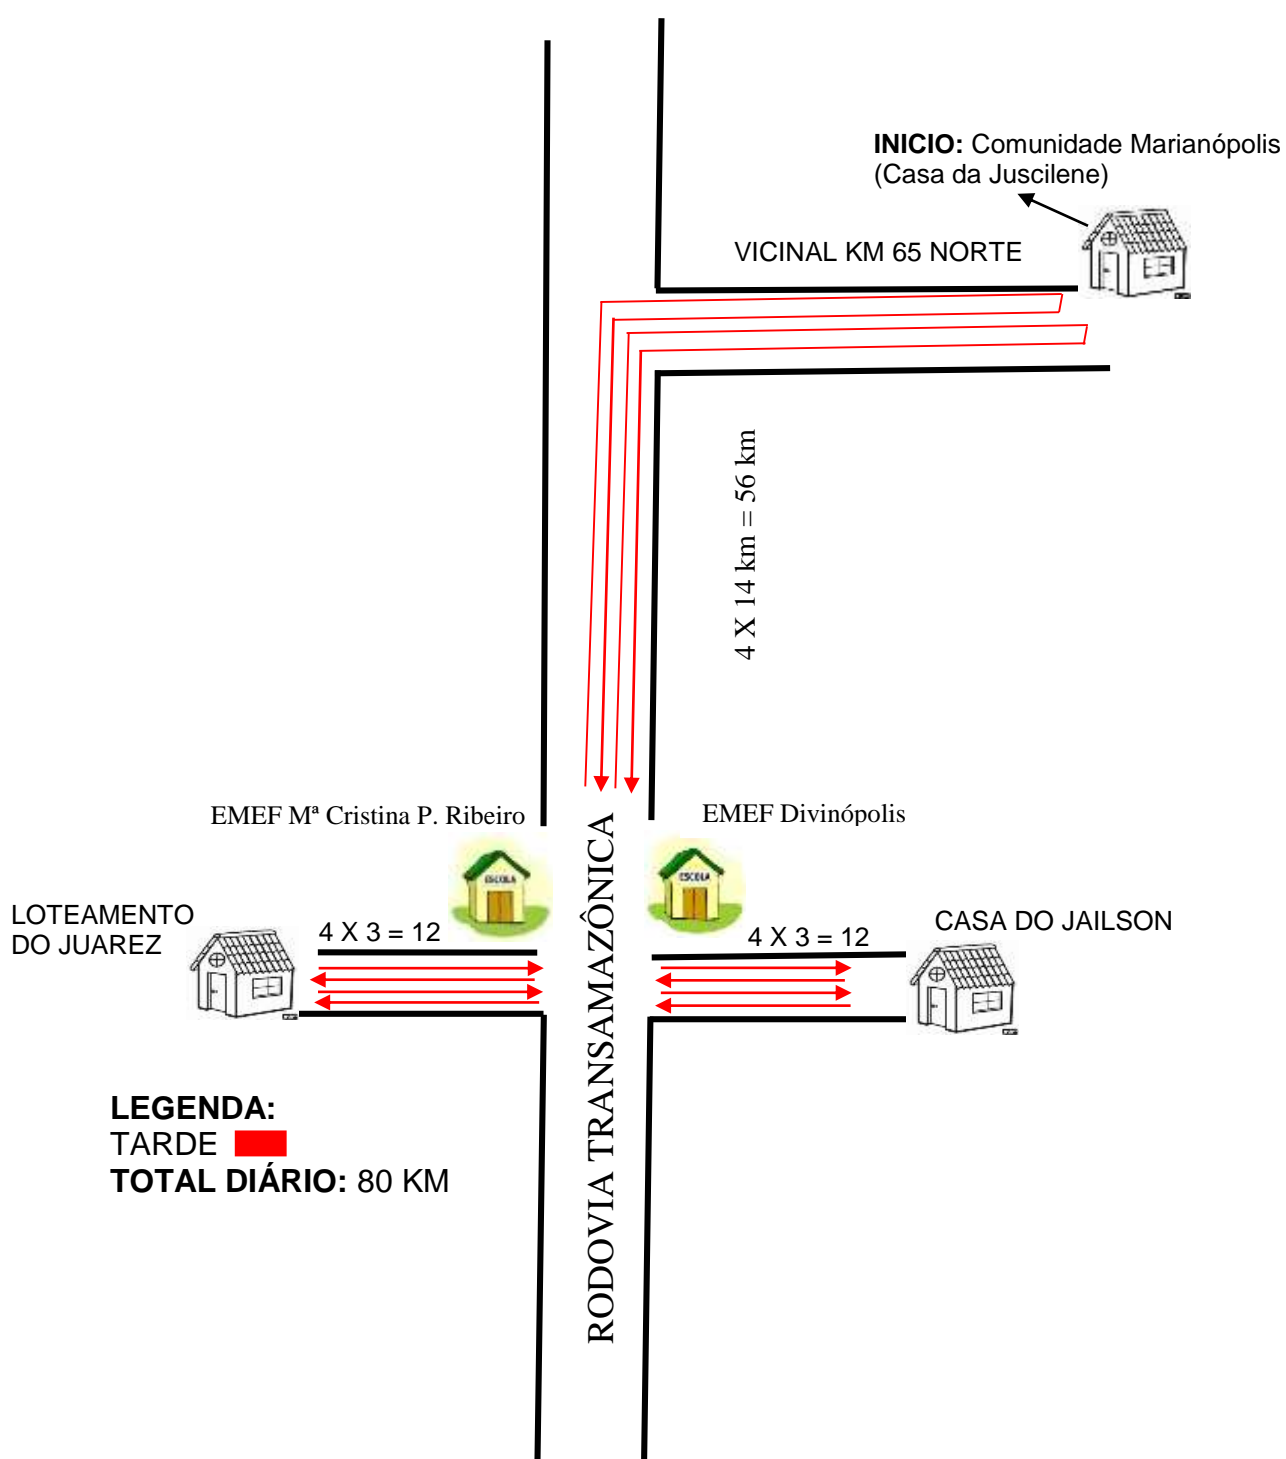 INICIO: Comunidade Marianópolis
(Casa da Juscilene)
VICINAL KM 65 NORTE
4 X 14 km = 56 km
EMEF Mª Cristina P. Ribeiro
EMEF Divinópolis
ESCOLA
ESCOLA
LOTEAMENTO
DO JUAREZ
4 X 3 = 12
4 X 3 = 12
CASA DO JAILSON
RODOVIA TRANSAMAZÔNICA
LEGENDA:
TARDE
TOTAL DIÁRIO: 80 KM